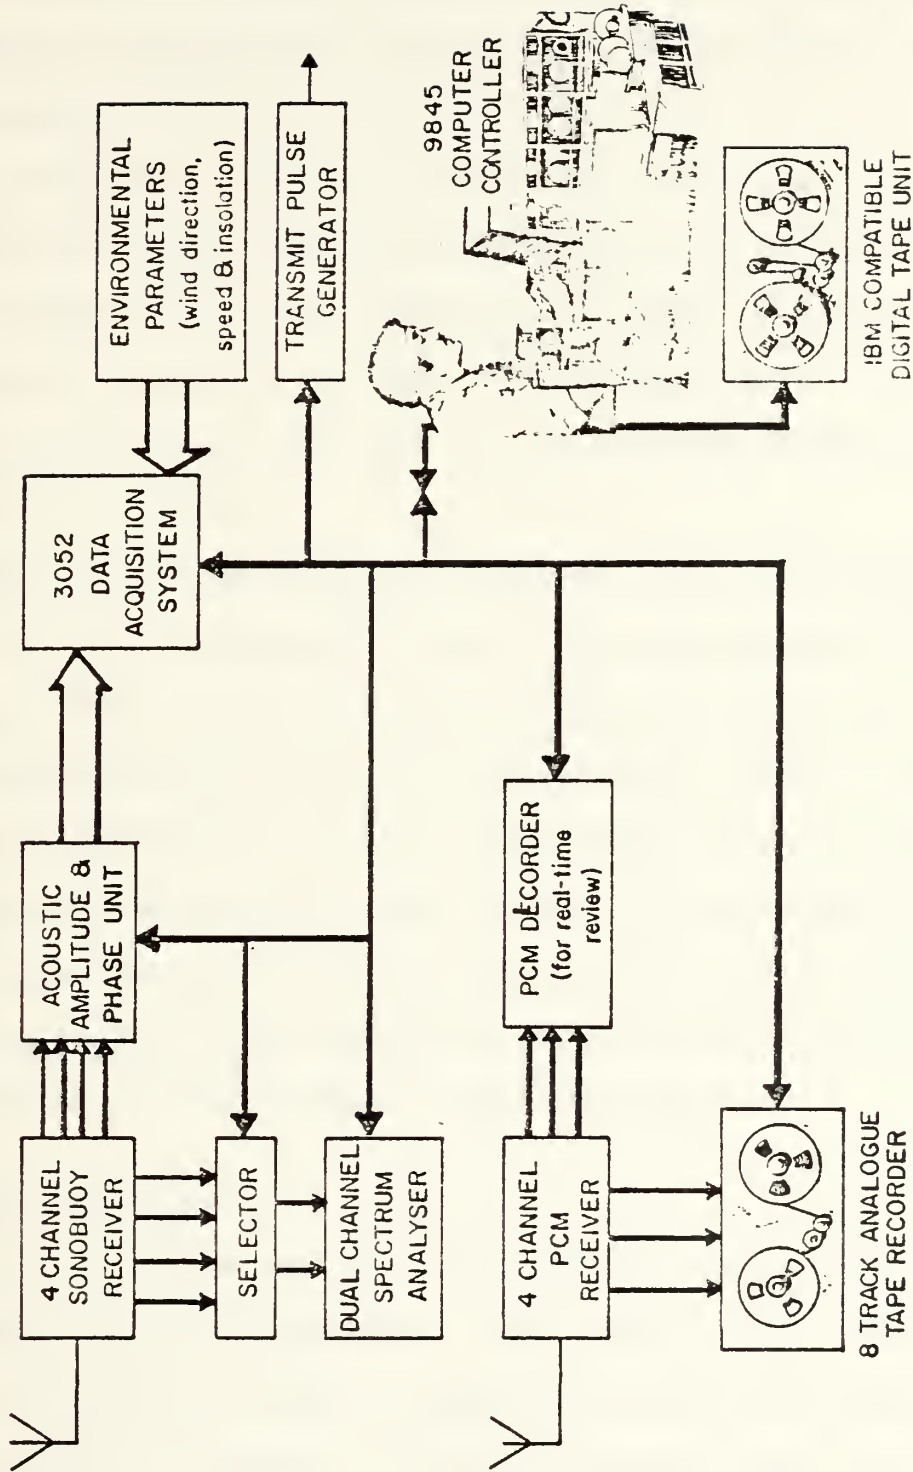 4 CHANNEL
SONOBUOY
RECEIVER
ACOUSTIC
AMPLITUDE &
PHASE UNIT
3052
DATA
ACQUISITION
SYSTEM
ENVIRONMENTAL
PARAMETERS
(wind direction,
speed & insolation)
SELECTOR
TRANSMIT PULSE
GENERATOR
DUAL CHANNEL
SPECTRUM
ANALYSER
9845
COMPUTER
CONTROLLER
4 CHANNEL
PCM
RECEIVER
PCM DECORDER
(for real-time
review)
8 TRACK ANALOGUE
TAPE RECORDER
IBM COMPATIBLE
DIGITAL TAPE UNIT